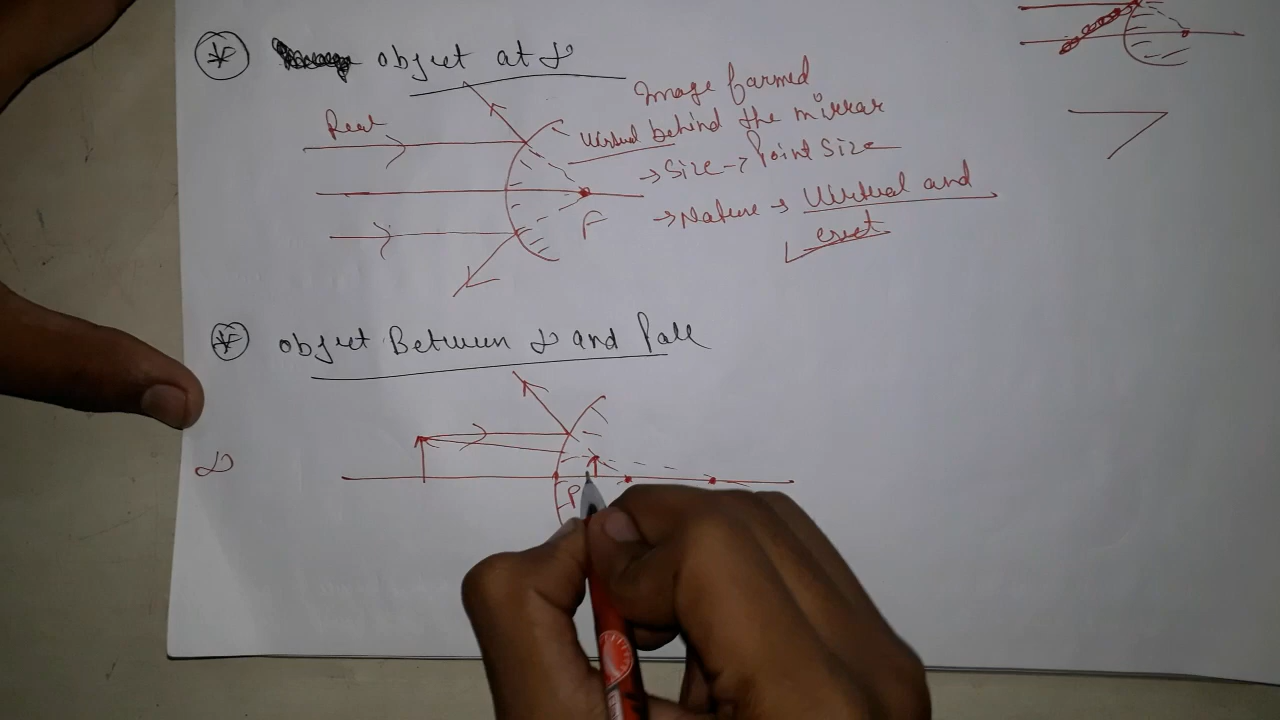 object at ∞
Real
Image formed
virtual behind the mirror
→ Size → Point Size
→ Nature → Virtual and
erect
F
object Between ∞ and Pole
∞
P